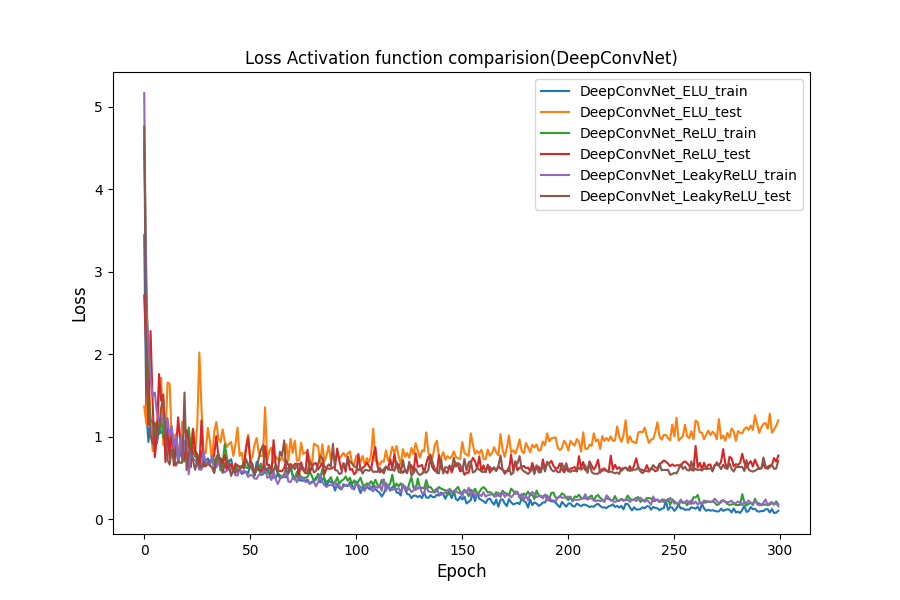 Loss Activation function comparision(DeepConvNet)
DeepConvNet_ELU_train
DeepConvNet_ELU_test
DeepConvNet_ReLU_train
DeepConvNet_ReLU_test
DeepConvNet_LeakyReLU_train
DeepConvNet_LeakyReLU_test
5
4
3
2
1
0
Loss
0 50 100 150 200 250 300
Epoch